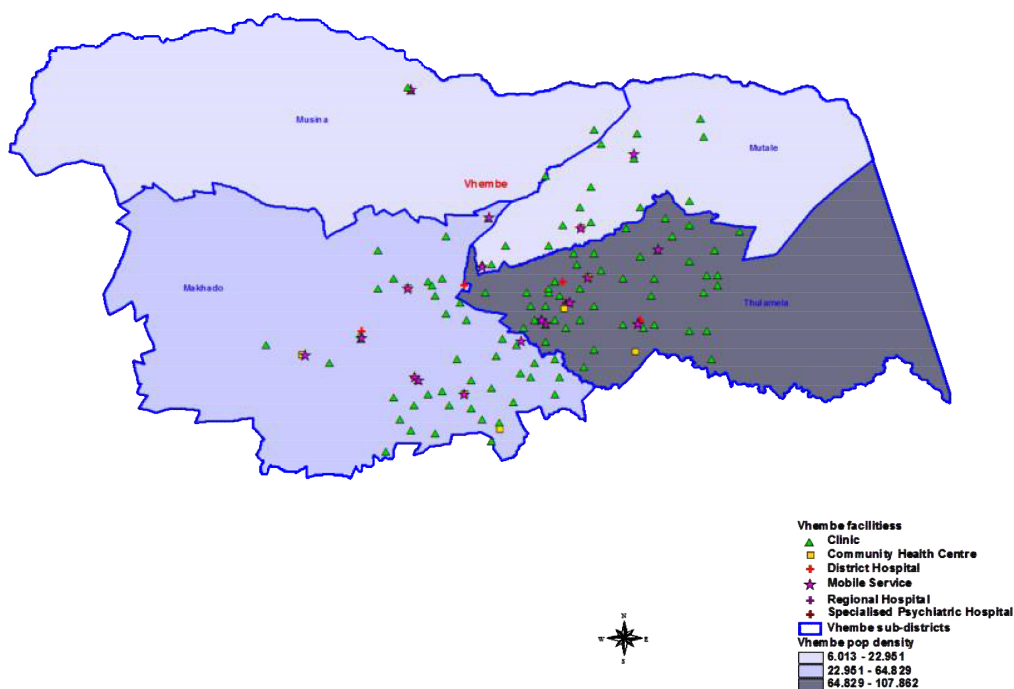 Musina
Mutale
Vhembe
Makhado
Thulamela
Vhembe facilitiess
Clinic
Community Health Centre
District Hospital
Mobile Service
Regional Hospital
Specialised Psychiatric Hospital
Vhembe sub-districts
Vhembe pop density
6.013 - 22.951
22.951 - 64.829
64.829 - 107.862
N
W E
S